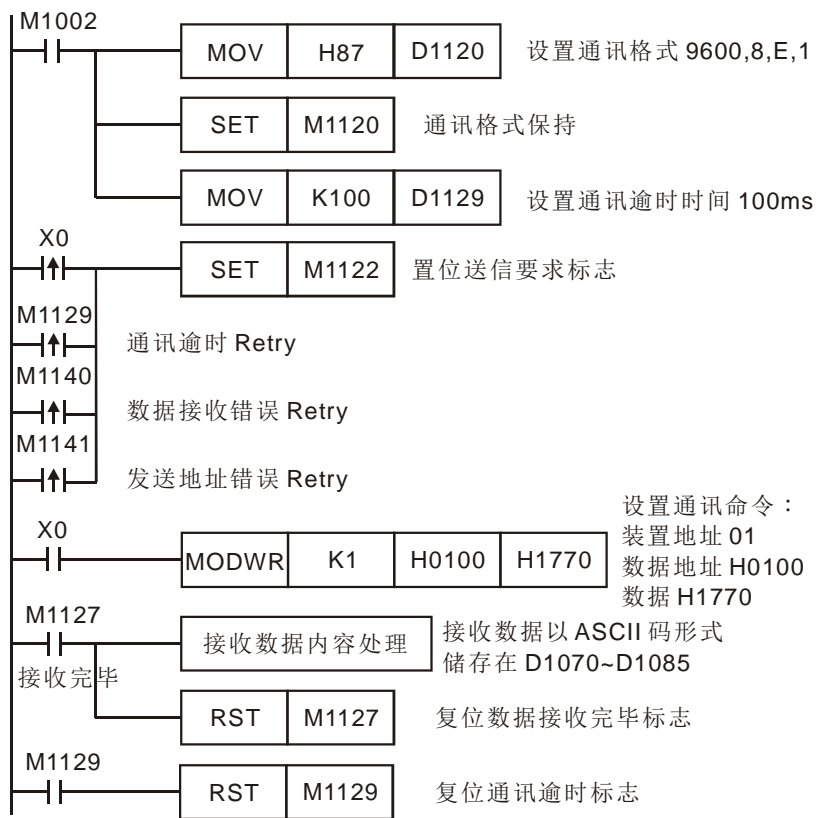 M1002
MOV H87 D1120 设置通讯格式 9600,8,E,1
SET M1120 通讯格式保持
MOV K100 D1129 设置通讯逾时时间 100ms
X0
SET M1122 置位送信要求标志
M1129
通讯逾时 Retry
M1140
数据接收错误 Retry
M1141
发送地址错误 Retry
X0
MODWR K1 H0100 H1770
设置通讯命令：
装置地址 01
数据地址 H0100
数据 H1770
M1127
接收完毕
接收数据内容处理
接收数据以 ASCII 码形式
储存在 D1070~D1085
RST M1127 复位数据接收完毕标志
M1129
RST M1129 复位通讯逾时标志